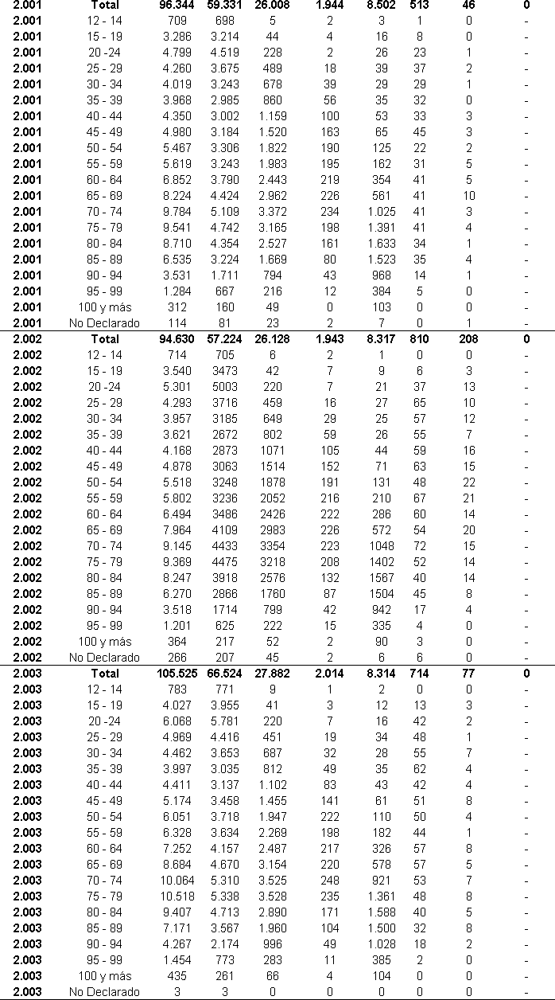 2.001 Total 96.344 59.331 26.008 1.944 8.502 513 46 0
2.001 12 - 14 709 698 5 2 3 1 0 -
2.001 15 - 19 3.286 3.214 44 4 16 8 0 -
2.001 20 -24 4.799 4.519 228 2 26 23 1 -
2.001 25 - 29 4.260 3.675 489 18 39 37 2 -
2.001 30 - 34 4.019 3.243 678 39 29 29 1 -
2.001 35 - 39 3.968 2.985 860 56 35 32 0 -
2.001 40 - 44 4.350 3.002 1.159 100 53 33 3 -
2.001 45 - 49 4.980 3.184 1.520 163 65 45 3 -
2.001 50 - 54 5.467 3.306 1.822 190 125 22 2 -
2.001 55 - 59 5.619 3.243 1.983 195 162 31 5 -
2.001 60 - 64 6.852 3.790 2.443 219 354 41 5 -
2.001 65 - 69 8.224 4.424 2.962 226 561 41 10 -
2.001 70 - 74 9.784 5.109 3.372 234 1.025 41 3 -
2.001 75 - 79 9.541 4.742 3.165 198 1.391 41 4 -
2.001 80 - 84 8.710 4.354 2.527 161 1.633 34 1 -
2.001 85 - 89 6.535 3.224 1.669 80 1.523 35 4 -
2.001 90 - 94 3.531 1.711 794 43 968 14 1 -
2.001 95 - 99 1.284 667 216 12 384 5 0 -
2.001 100 y más 312 160 49 0 103 0 0 -
2.001 No Declarado 114 81 23 2 7 0 1 -
2.002 Total 94.630 57.224 26.128 1.943 8.317 810 208 0
2.002 12 - 14 714 705 6 2 1 0 0 -
2.002 15 - 19 3.540 3473 42 7 9 6 3 -
2.002 20 -24 5.301 5003 220 7 21 37 13 -
2.002 25 - 29 4.293 3716 459 16 27 65 10 -
2.002 30 - 34 3.957 3185 649 29 25 57 12 -
2.002 35 - 39 3.621 2672 802 59 26 55 7 -
2.002 40 - 44 4.168 2873 1071 105 44 59 16 -
2.002 45 - 49 4.878 3063 1514 152 71 63 15 -
2.002 50 - 54 5.518 3248 1878 191 131 48 22 -
2.002 55 - 59 5.802 3236 2052 216 210 67 21 -
2.002 60 - 64 6.494 3486 2426 222 286 60 14 -
2.002 65 - 69 7.964 4109 2983 226 572 54 20 -
2.002 70 - 74 9.145 4433 3354 223 1048 72 15 -
2.002 75 - 79 9.369 4475 3218 208 1402 52 14 -
2.002 80 - 84 8.247 3918 2576 132 1567 40 14 -
2.002 85 - 89 6.270 2866 1760 87 1504 45 8 -
2.002 90 - 94 3.518 1714 799 42 942 17 4 -
2.002 95 - 99 1.201 625 222 15 335 4 0 -
2.002 100 y más 364 217 52 2 90 3 0 -
2.002 No Declarado 266 207 45 2 6 6 0 -
2.003 Total 105.525 66.524 27.882 2.014 8.314 714 77 0
2.003 12 - 14 783 771 9 1 2 0 0 -
2.003 15 - 19 4.027 3.955 41 3 12 13 3 -
2.003 20 -24 6.068 5.781 220 7 16 42 2 -
2.003 25 - 29 4.969 4.416 451 19 34 48 1 -
2.003 30 - 34 4.462 3.653 687 32 28 55 7 -
2.003 35 - 39 3.997 3.035 812 49 35 62 4 -
2.003 40 - 44 4.411 3.137 1.102 83 43 42 4 -
2.003 45 - 49 5.174 3.458 1.455 141 61 51 8 -
2.003 50 - 54 6.051 3.718 1.947 222 110 50 4 -
2.003 55 - 59 6.328 3.634 2.269 198 182 44 1 -
2.003 60 - 64 7.252 4.157 2.487 217 326 57 8 -
2.003 65 - 69 8.684 4.670 3.154 220 578 57 5 -
2.003 70 - 74 10.064 5.310 3.525 248 921 53 7 -
2.003 75 - 79 10.518 5.338 3.528 235 1.361 48 8 -
2.003 80 - 84 9.407 4.713 2.890 171 1.588 40 5 -
2.003 85 - 89 7.171 3.567 1.960 104 1.500 32 8 -
2.003 90 - 94 4.267 2.174 996 49 1.028 18 2 -
2.003 95 - 99 1.454 773 283 11 385 2 0 -
2.003 100 y más 435 261 66 4 104 0 0 -
2.003 No Declarado 3 3 0 0 0 0 0 -